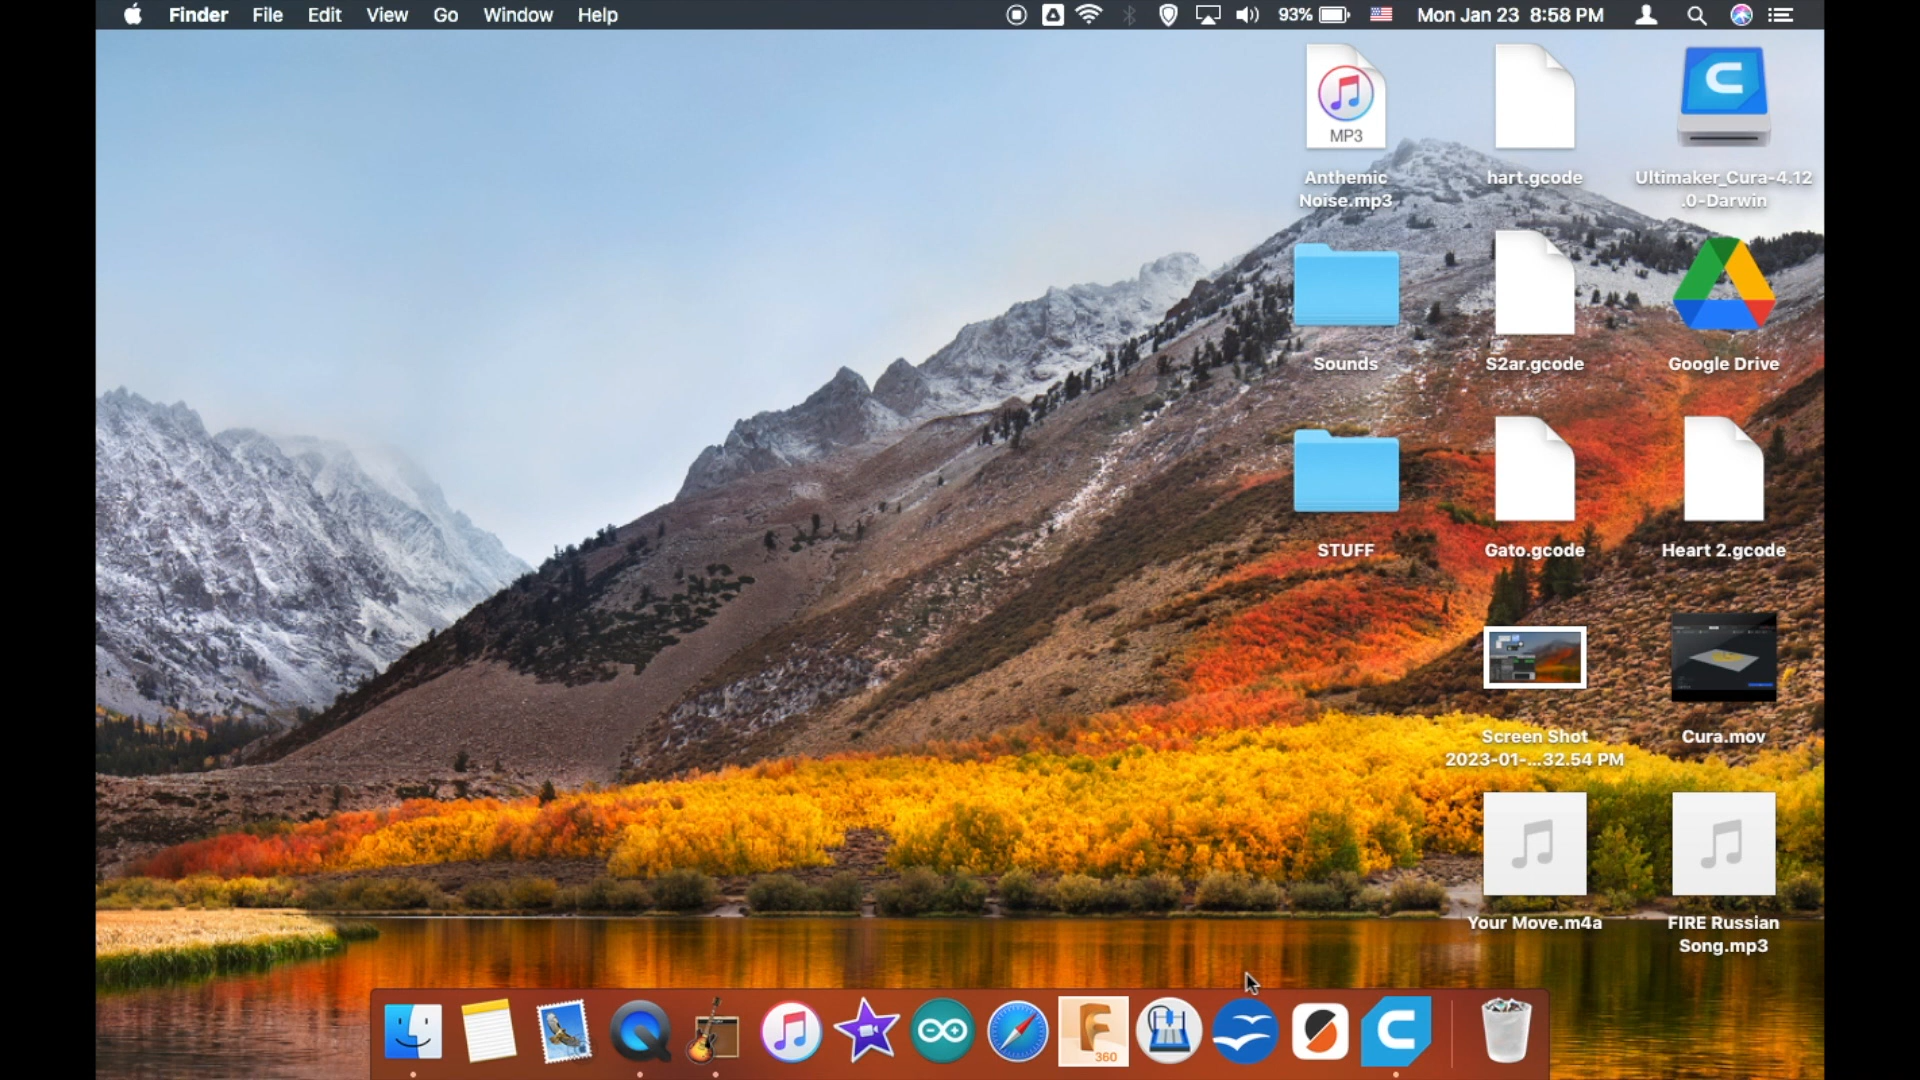 Finder File Edit View Go Window Help 93% Mon Jan 23 8:58 PM
MP3
Anthemic
Noise.mp3
hart.gcode
Ultimaker_Cura-4.12
.0-Darwin
Sounds
S2ar.gcode
Google Drive
STUFF
Gato.gcode
Heart 2.gcode
Screen Shot
2023-01-...32.54 PM
Cura.mov
Your Move.m4a
FIRE Russian
Song.mp3
360